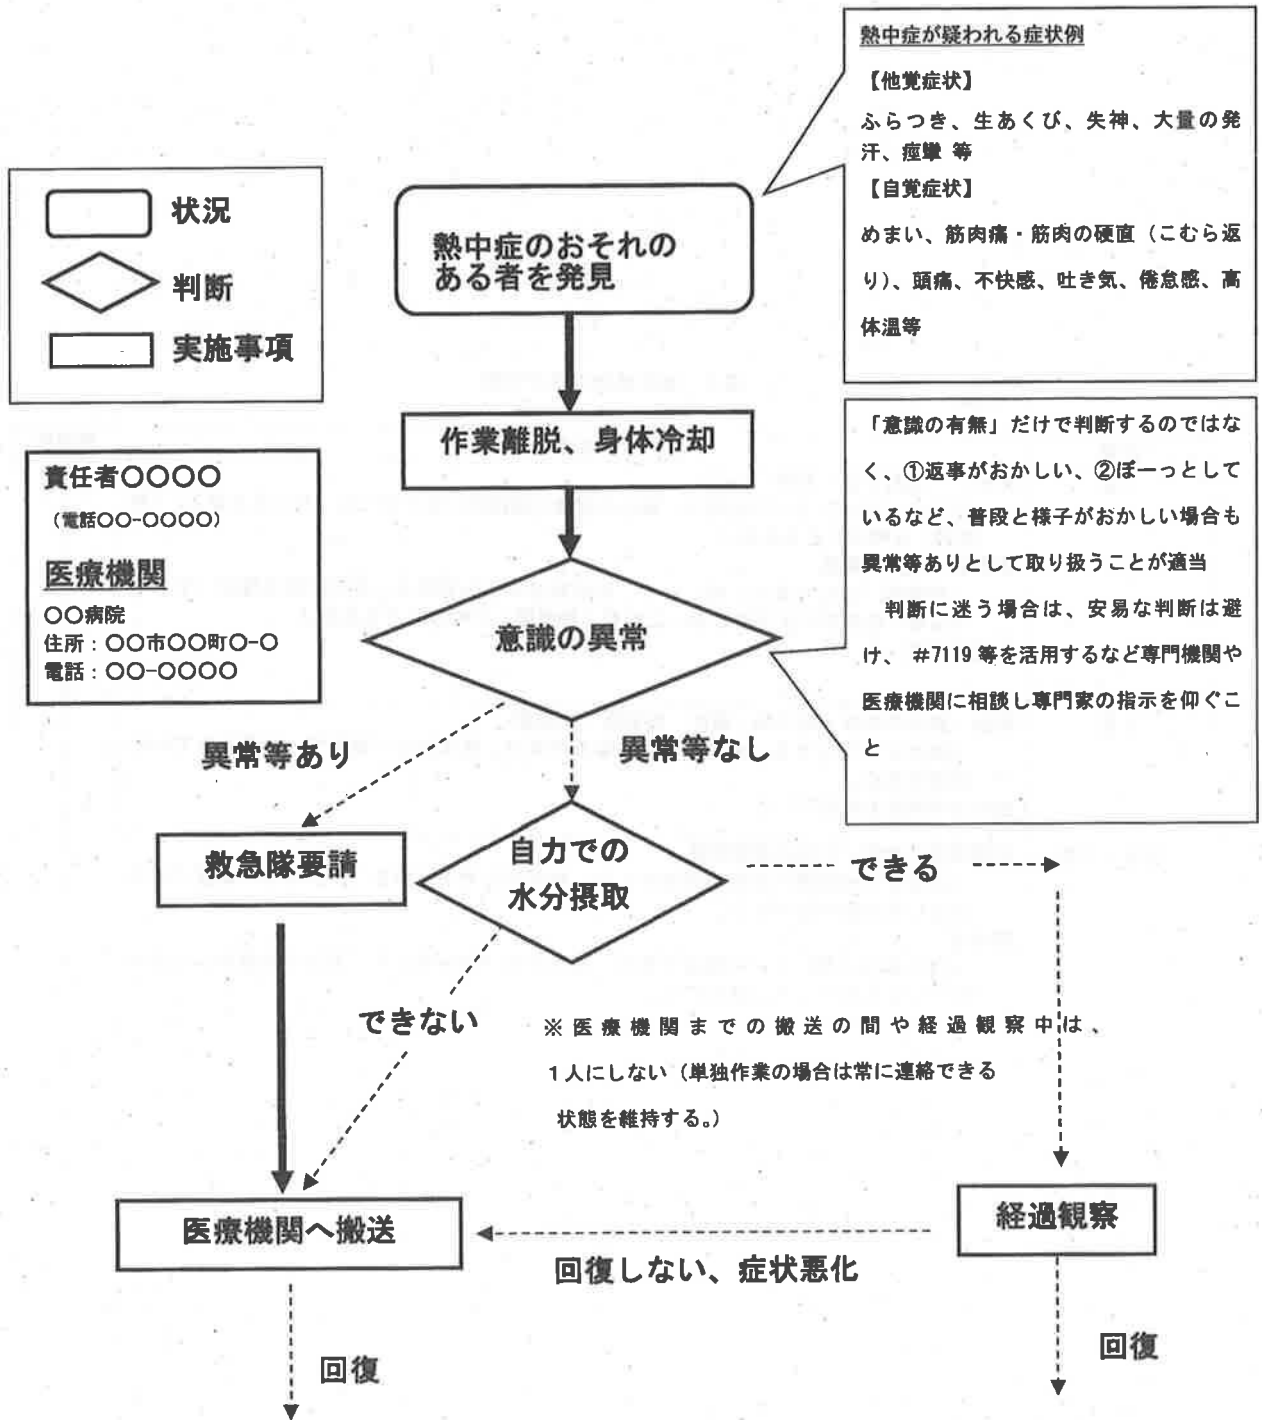 熱中症が疑われる症状例
【他覚症状】
ふらつき、生あくび、失神、大量の発
汗、痙攣 等
【自覚症状】
めまい、筋肉痛・筋肉の硬直（こむら返
り）、頭痛、不快感、吐き気、倦怠感、高
体温等
状況
判断
実施事項
熱中症のおそれの
ある者を発見
作業離脱、身体冷却
責任者〇〇〇〇
（電話〇〇-〇〇〇〇）
医療機関
〇〇病院
住所：〇〇市〇〇町〇-〇
電話：〇〇-〇〇〇〇
「意識の有無」だけで判断するのではな
く、①返事がおかしい、②ぼーっとして
いるなど、普段と様子がおかしい場合も
異常等ありとして取り扱うことが適当
判断に迷う場合は、安易な判断は避
け、 #7119 等を活用するなど専門機関や
医療機関に相談し専門家の指示を仰ぐこ
と
意識の異常
異常等あり
異常等なし
救急隊要請
自力での
水分摂取
できる
できない
※医療機関までの搬送の間や経過観察中は、
1人にしない（単独作業の場合は常に連絡できる
状態を維持する。）
医療機関へ搬送
経過観察
回復しない、症状悪化
回復
回復